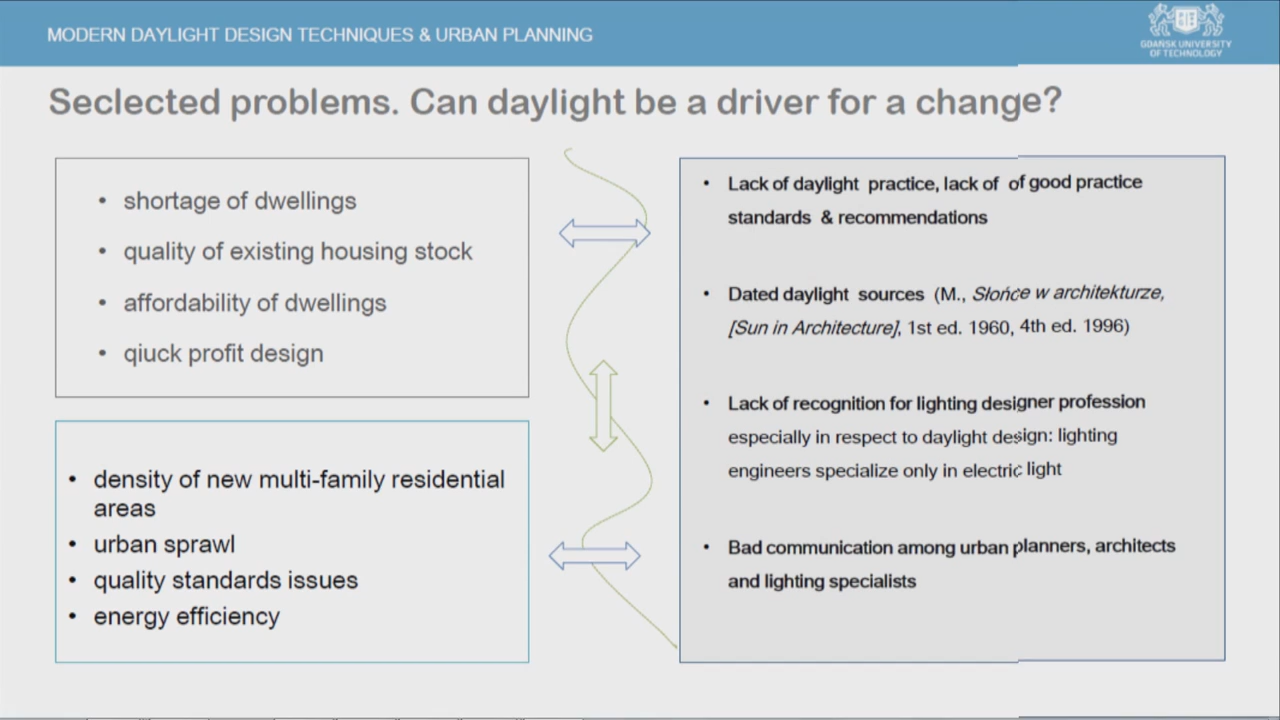 MODERN DAYLIGHT DESIGN TECHNIQUES & URBAN PLANNING
GDAŃSK UNIVERSITY
OF TECHNOLOGY
Seclected problems. Can daylight be a driver for a change?
• shortage of dwellings
• quality of existing housing stock
• affordability of dwellings
• qiuck profit design
• density of new multi-family residential
areas
• urban sprawl
• quality standards issues
• energy efficiency
• Lack of daylight practice, lack of of good practice
standards & recommendations
• Dated daylight sources (M., Słońce w architekturze,
[Sun in Architecture], 1st ed. 1960, 4th ed. 1996)
• Lack of recognition for lighting designer profession
especially in respect to daylight design: lighting
engineers specialize only in electric light
• Bad communication among urban planners, architects
and lighting specialists